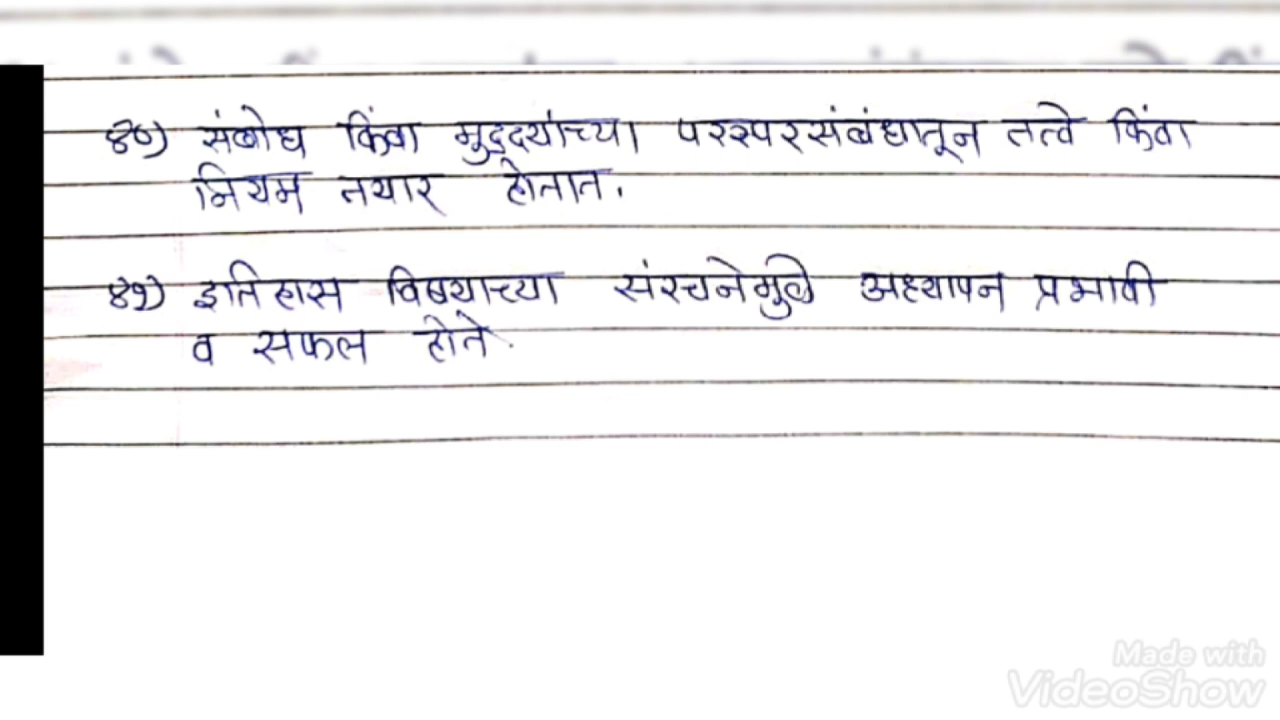 ४०) संबोध किंवा मुद्द्यांच्या परस्परसंबंधातून तत्वे किंवा
नियम तयार होतात.
४१) इतिहास विषयाच्या संरचनेमुळे अध्यापन प्रभावी
व सफल होते.
Made with
VideoShow